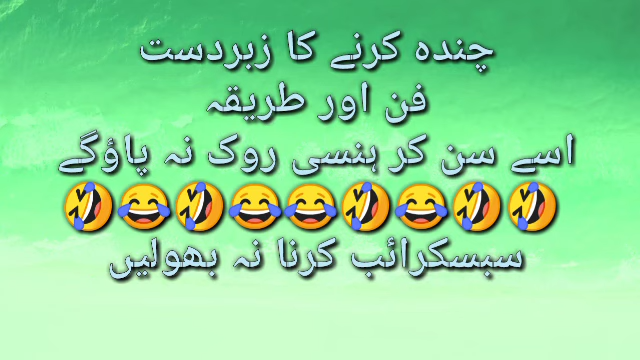 چندہ کرنے کا زبردست
فن اور طریقہ
اسے سن کر ہنسی روک نہ پاؤگے
🤣😂🤣😂😂🤣😂🤣🤣
سبسکرائب کرنا نہ بھولیں